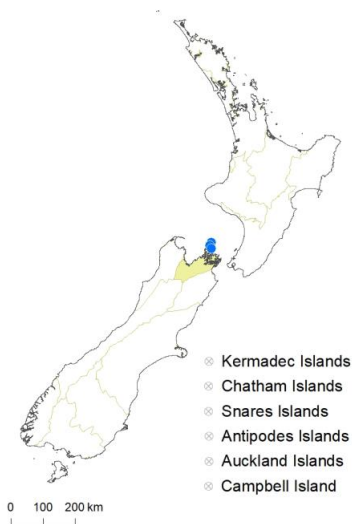 Kermadec Islands
Chatham Islands
Snares Islands
Antipodes Islands
Auckland Islands
Campbell Island
0 100 200 km